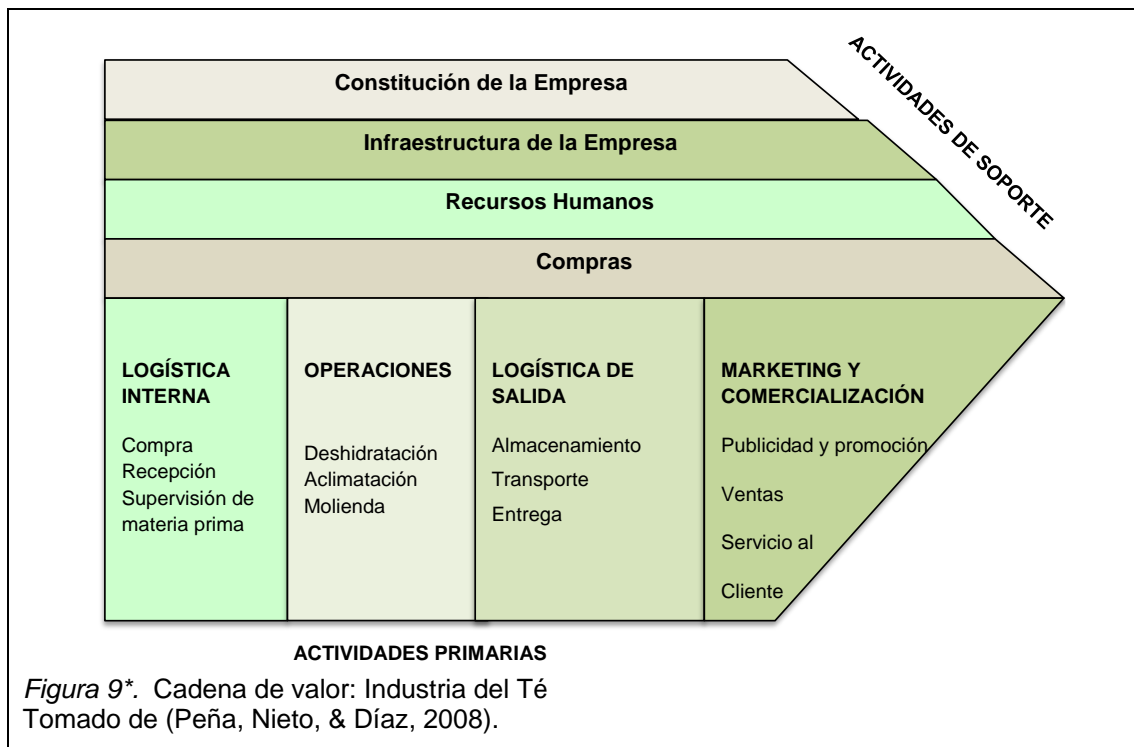 ACTIVIDADES DE SOPORTE
Constitución de la Empresa
Infraestructura de la Empresa
Recursos Humanos
Compras
LOGÍSTICA
INTERNA
Compra
Recepción
Supervisión de
materia prima
OPERACIONES
Deshidratación
Aclimatación
Molienda
LOGÍSTICA DE
SALIDA
Almacenamiento
Transporte
Entrega
MARKETING Y
COMERCIALIZACIÓN
Publicidad y promoción
Ventas
Servicio al
Cliente
ACTIVIDADES PRIMARIAS
Figura 9*. Cadena de valor: Industria del Té
Tomado de (Peña, Nieto, & Díaz, 2008).